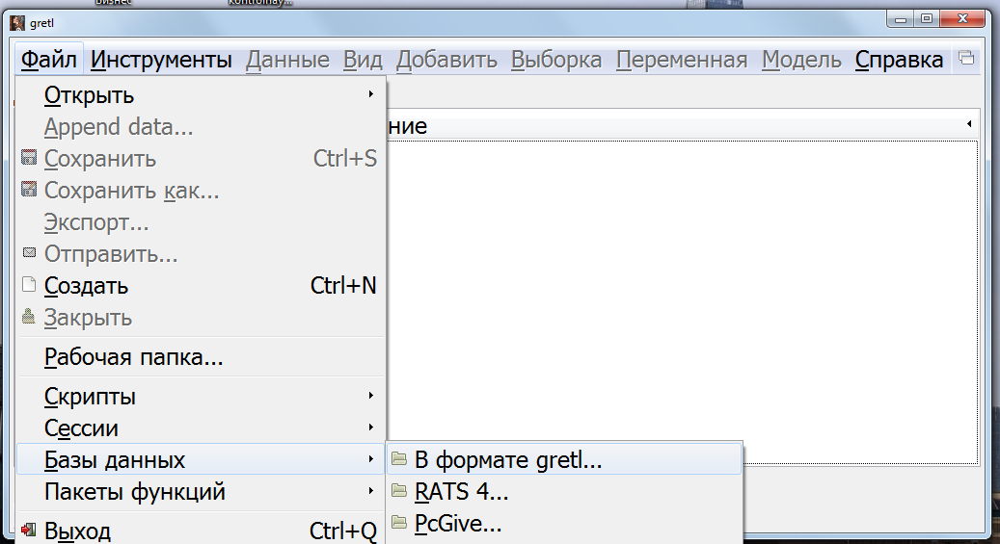 Бизнес
kontrolnay...
gretl
Файл Инструменты Данные Вид Добавить Выборка Переменная Модель Справка
Открыть
Append data...
ние
Сохранить Ctrl+S
Сохранить как...
Экспорт...
Отправить...
Создать Ctrl+N
Закрыть
Рабочая папка...
Скрипты
Сессии
Базы данных
В формате gretl...
Пакеты функций
RATS 4...
PcGive...
Выход Ctrl+Q